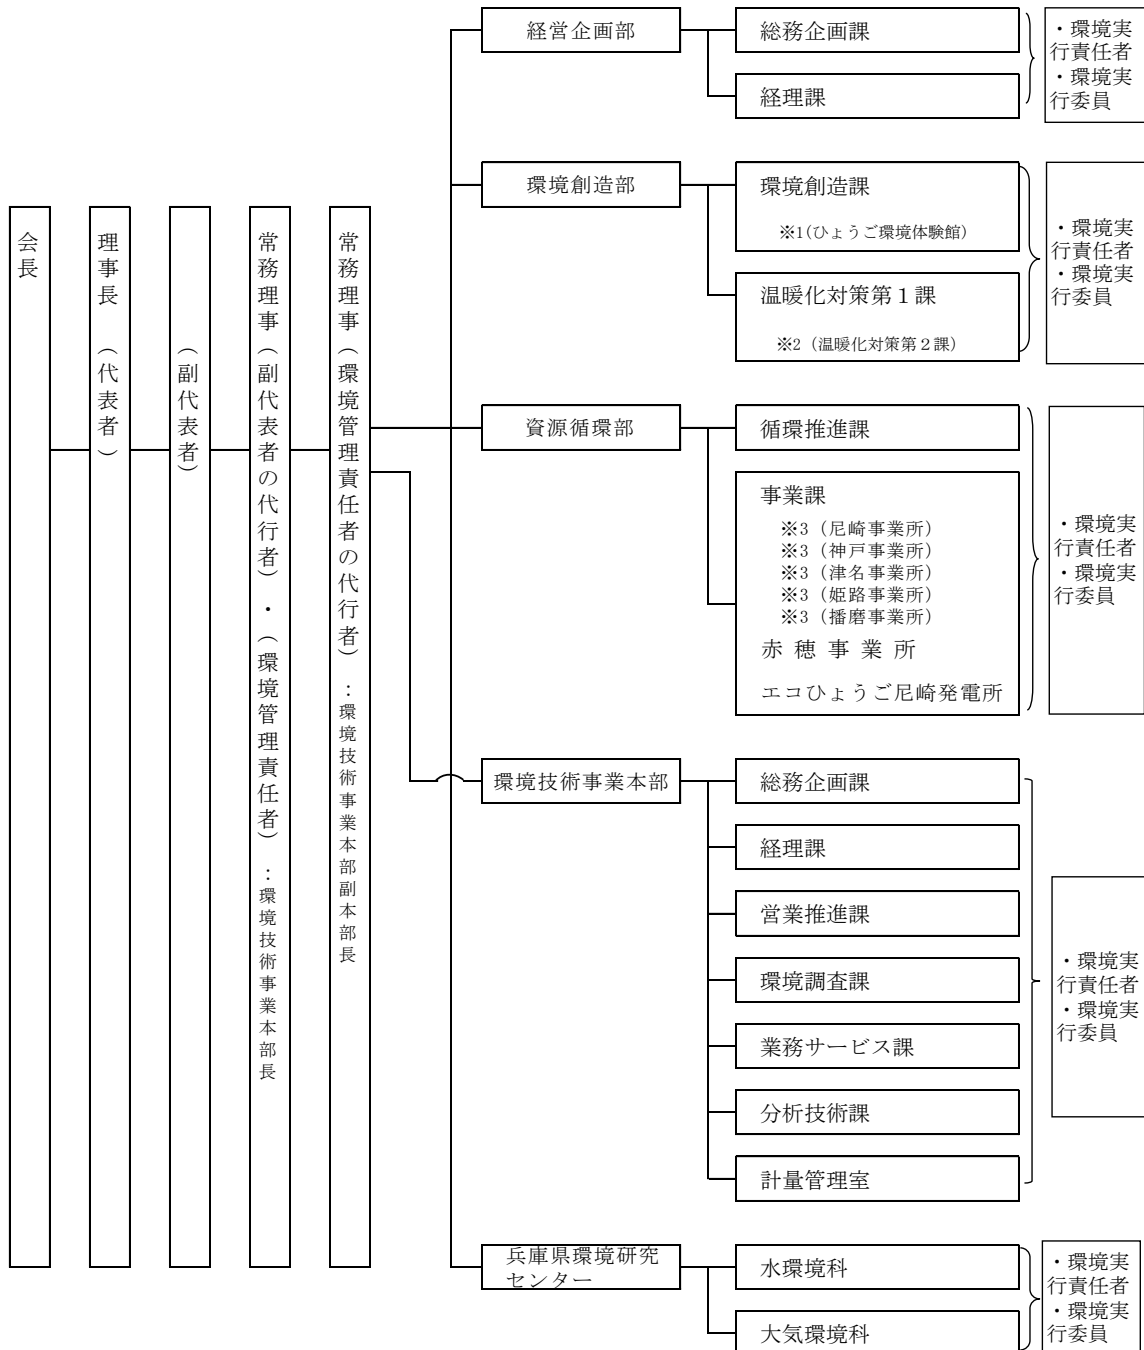 会長
理事長　（代表者）
（副代表者）
常務理事（副代表者の代行者）・（環境管理責任者）：環境技術事業本部長
常務理事（環境管理責任者の代行者）：環境技術事業本部副本部長
経営企画部
総務企画課
経理課
・環境実
行責任者
・環境実
行委員
環境創造部
環境創造課
※1(ひょうご環境体験館)
温暖化対策第１課
※2（温暖化対策第２課）
・環境実
行責任者
・環境実
行委員
資源循環部
循環推進課
事業課
※3（尼崎事業所）
※3（神戸事業所）
※3（津名事業所）
※3（姫路事業所）
※3（播磨事業所）
赤 穂 事 業 所
エコひょうご尼崎発電所
・環境実
行責任者
・環境実
行委員
環境技術事業本部
総務企画課
経理課
営業推進課
環境調査課
業務サービス課
分析技術課
計量管理室
・環境実
行責任者
・環境実
行委員
兵庫県環境研究
センター
水環境科
大気環境科
・環境実
行責任者
・環境実
行委員